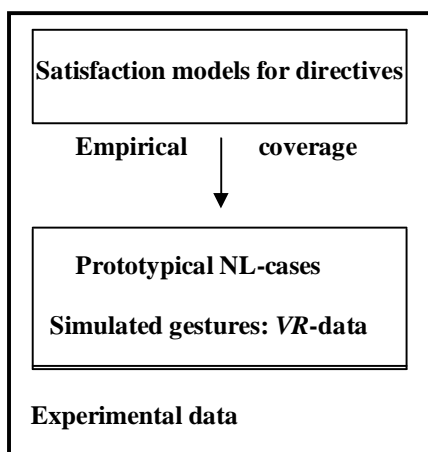 Satisfaction models for directives
Empirical coverage
Prototypical NL-cases
Simulated gestures: VR-data
Experimental data